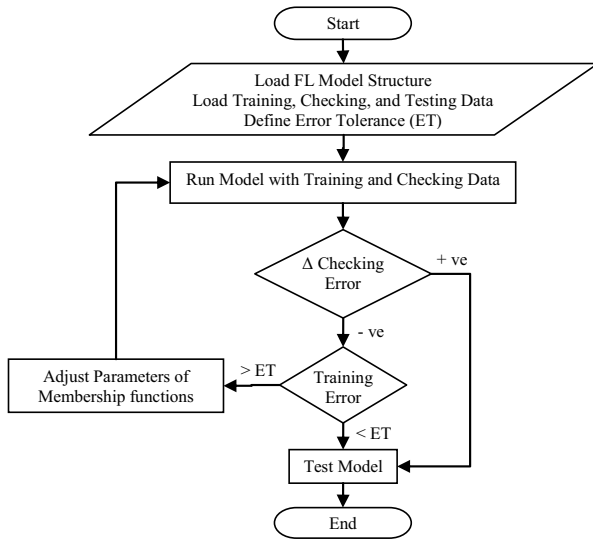 Start
Load FL Model Structure
Load Training, Checking, and Testing Data
Define Error Tolerance (ET)
Run Model with Training and Checking Data
Δ Checking
Error
+ ve
- ve
Training
Error
> ET
Adjust Parameters of
Membership functions
< ET
Test Model
End